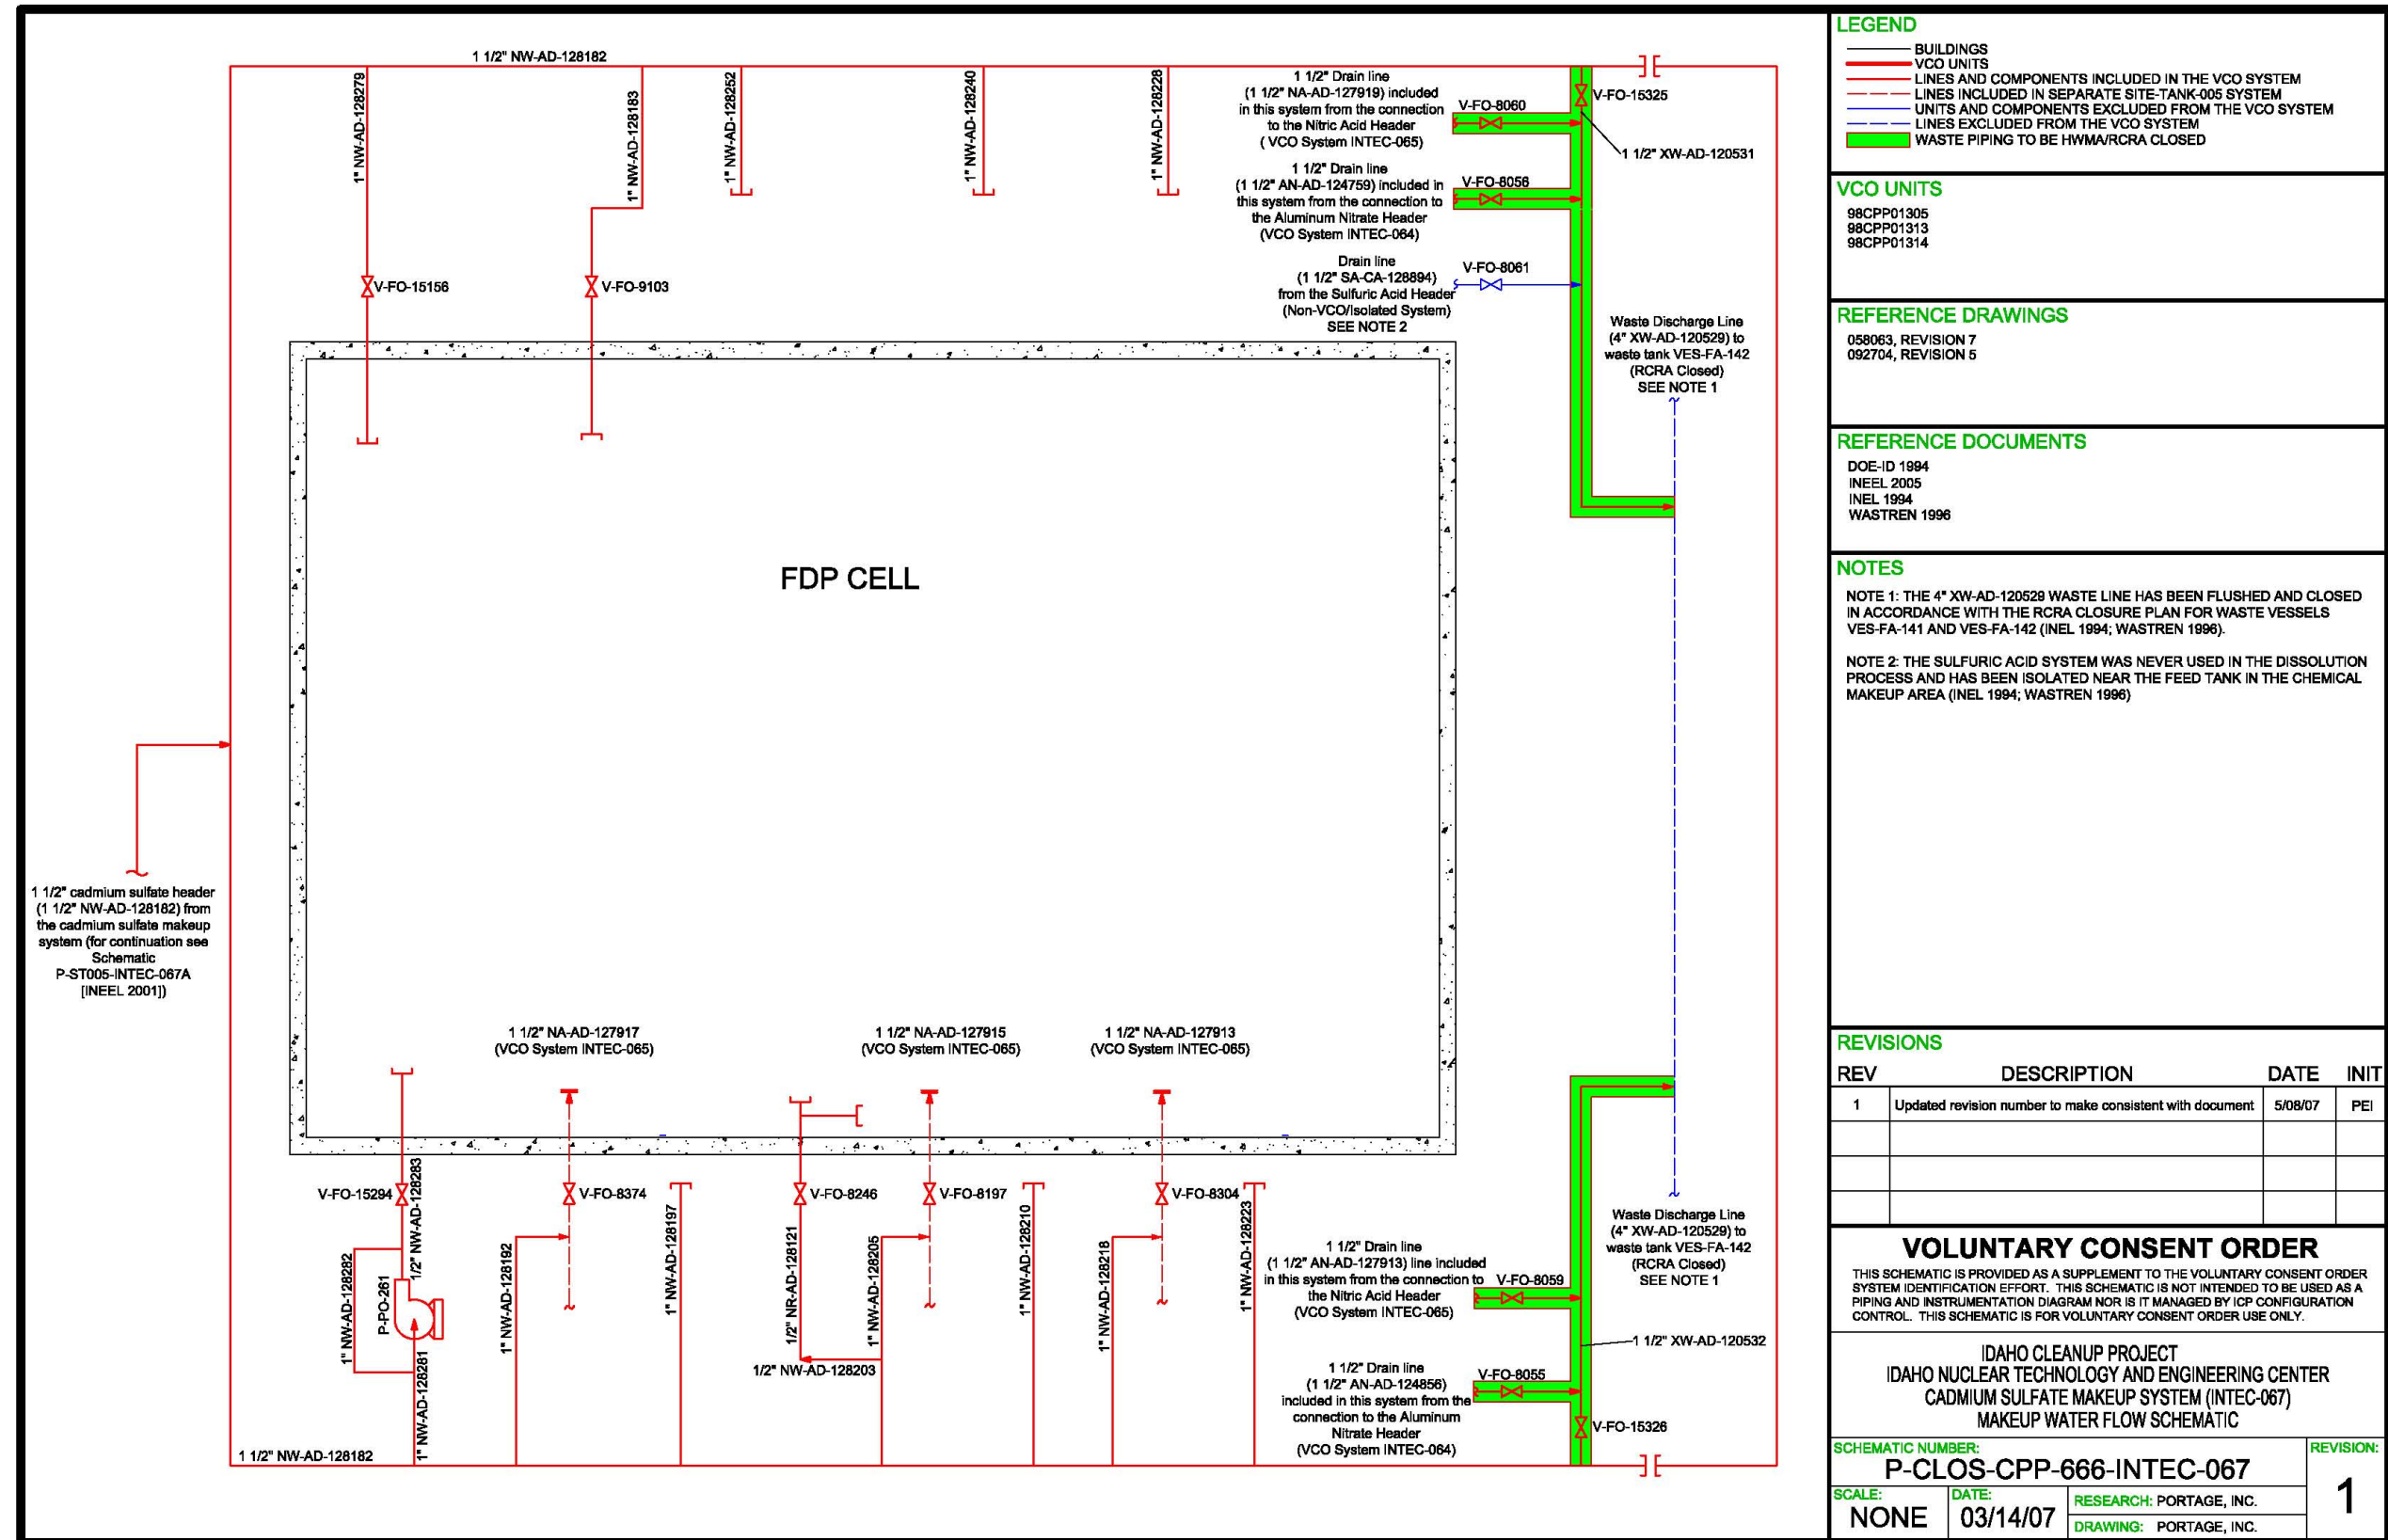 1 1/2" NW-AD-128182
1" NW-AD-128279
1" NW-AD-128183
1" NW-AD-128252
1" NW-AD-128240
1" NW-AD-128228
V-FO-15156
V-FO-9103
1 1/2" Drain line
(1 1/2" NA-AD-127919) included
in this system from the connection
to the Nitric Acid Header
( VCO System INTEC-065)
V-FO-8060
V-FO-15325
1 1/2" XW-AD-120531
1 1/2" Drain line
(1 1/2" AN-AD-124759) included in
this system from the connection to
the Aluminum Nitrate Header
(VCO System INTEC-064)
V-FO-8056
Drain line
(1 1/2" SA-CA-128894)
from the Sulfuric Acid Header
(Non-VCO/Isolated System)
SEE NOTE 2
V-FO-8061
Waste Discharge Line
(4" XW-AD-120529) to
waste tank VES-FA-142
(RCRA Closed)
SEE NOTE 1
FDP CELL
1 1/2" cadmium sulfate header
(1 1/2" NW-AD-128182) from
the cadmium sulfate makeup
system (for continuation see
Schematic
P-ST005-INTEC-067A
[INEEL 2001])
1 1/2" NA-AD-127917
(VCO System INTEC-065)
1 1/2" NA-AD-127915
(VCO System INTEC-065)
1 1/2" NA-AD-127913
(VCO System INTEC-065)
V-FO-15294
1/2" NW-AD-128283
V-FO-8374
V-FO-8246
V-FO-8197
V-FO-8304
1" NW-AD-128282
P-PO-261
1" NW-AD-128281
1" NW-AD-128192
1" NW-AD-128197
1/2" NR-AD-128121
1" NW-AD-128205
1/2" NW-AD-128203
1" NW-AD-128210
1" NW-AD-128218
1" NW-AD-128223
1 1/2" NW-AD-128182
1 1/2" Drain line
(1 1/2" AN-AD-127913) line included
in this system from the connection to
the Nitric Acid Header
(VCO System INTEC-065)
V-FO-8059
1 1/2" XW-AD-120532
1 1/2" Drain line
(1 1/2" AN-AD-124856)
included in this system from the
connection to the Aluminum
Nitrate Header
(VCO System INTEC-064)
V-FO-8055
V-FO-15326
Waste Discharge Line
(4" XW-AD-120529) to
waste tank VES-FA-142
(RCRA Closed)
SEE NOTE 1
LEGEND
BUILDINGS
VCO UNITS
LINES AND COMPONENTS INCLUDED IN THE VCO SYSTEM
LINES INCLUDED IN SEPARATE SITE-TANK-005 SYSTEM
UNITS AND COMPONENTS EXCLUDED FROM THE VCO SYSTEM
LINES EXCLUDED FROM THE VCO SYSTEM
WASTE PIPING TO BE HWMA/RCRA CLOSED
VCO UNITS
98CPP01305
98CPP01313
98CPP01314
REFERENCE DRAWINGS
058063, REVISION 7
092704, REVISION 5
REFERENCE DOCUMENTS
DOE-ID 1994
INEEL 2005
INEL 1994
WASTREN 1996
NOTES
NOTE 1: THE 4" XW-AD-120529 WASTE LINE HAS BEEN FLUSHED AND CLOSED
IN ACCORDANCE WITH THE RCRA CLOSURE PLAN FOR WASTE VESSELS
VES-FA-141 AND VES-FA-142 (INEL 1994; WASTREN 1996).
NOTE 2: THE SULFURIC ACID SYSTEM WAS NEVER USED IN THE DISSOLUTION
PROCESS AND HAS BEEN ISOLATED NEAR THE FEED TANK IN THE CHEMICAL
MAKEUP AREA (INEL 1994; WASTREN 1996)
REVISIONS
REV DESCRIPTION DATE INIT
1 Updated revision number to make consistent with document 5/08/07 PEI
VOLUNTARY CONSENT ORDER
THIS SCHEMATIC IS PROVIDED AS A SUPPLEMENT TO THE VOLUNTARY CONSENT ORDER
SYSTEM IDENTIFICATION EFFORT. THIS SCHEMATIC IS NOT INTENDED TO BE USED AS A
PIPING AND INSTRUMENTATION DIAGRAM NOR IS IT MANAGED BY ICP CONFIGURATION
CONTROL. THIS SCHEMATIC IS FOR VOLUNTARY CONSENT ORDER USE ONLY.
IDAHO CLEANUP PROJECT
IDAHO NUCLEAR TECHNOLOGY AND ENGINEERING CENTER
CADMIUM SULFATE MAKEUP SYSTEM (INTEC-067)
MAKEUP WATER FLOW SCHEMATIC
SCHEMATIC NUMBER:
P-CLOS-CPP-666-INTEC-067
REVISION:
1
SCALE:
NONE
DATE:
03/14/07
RESEARCH: PORTAGE, INC.
DRAWING: PORTAGE, INC.